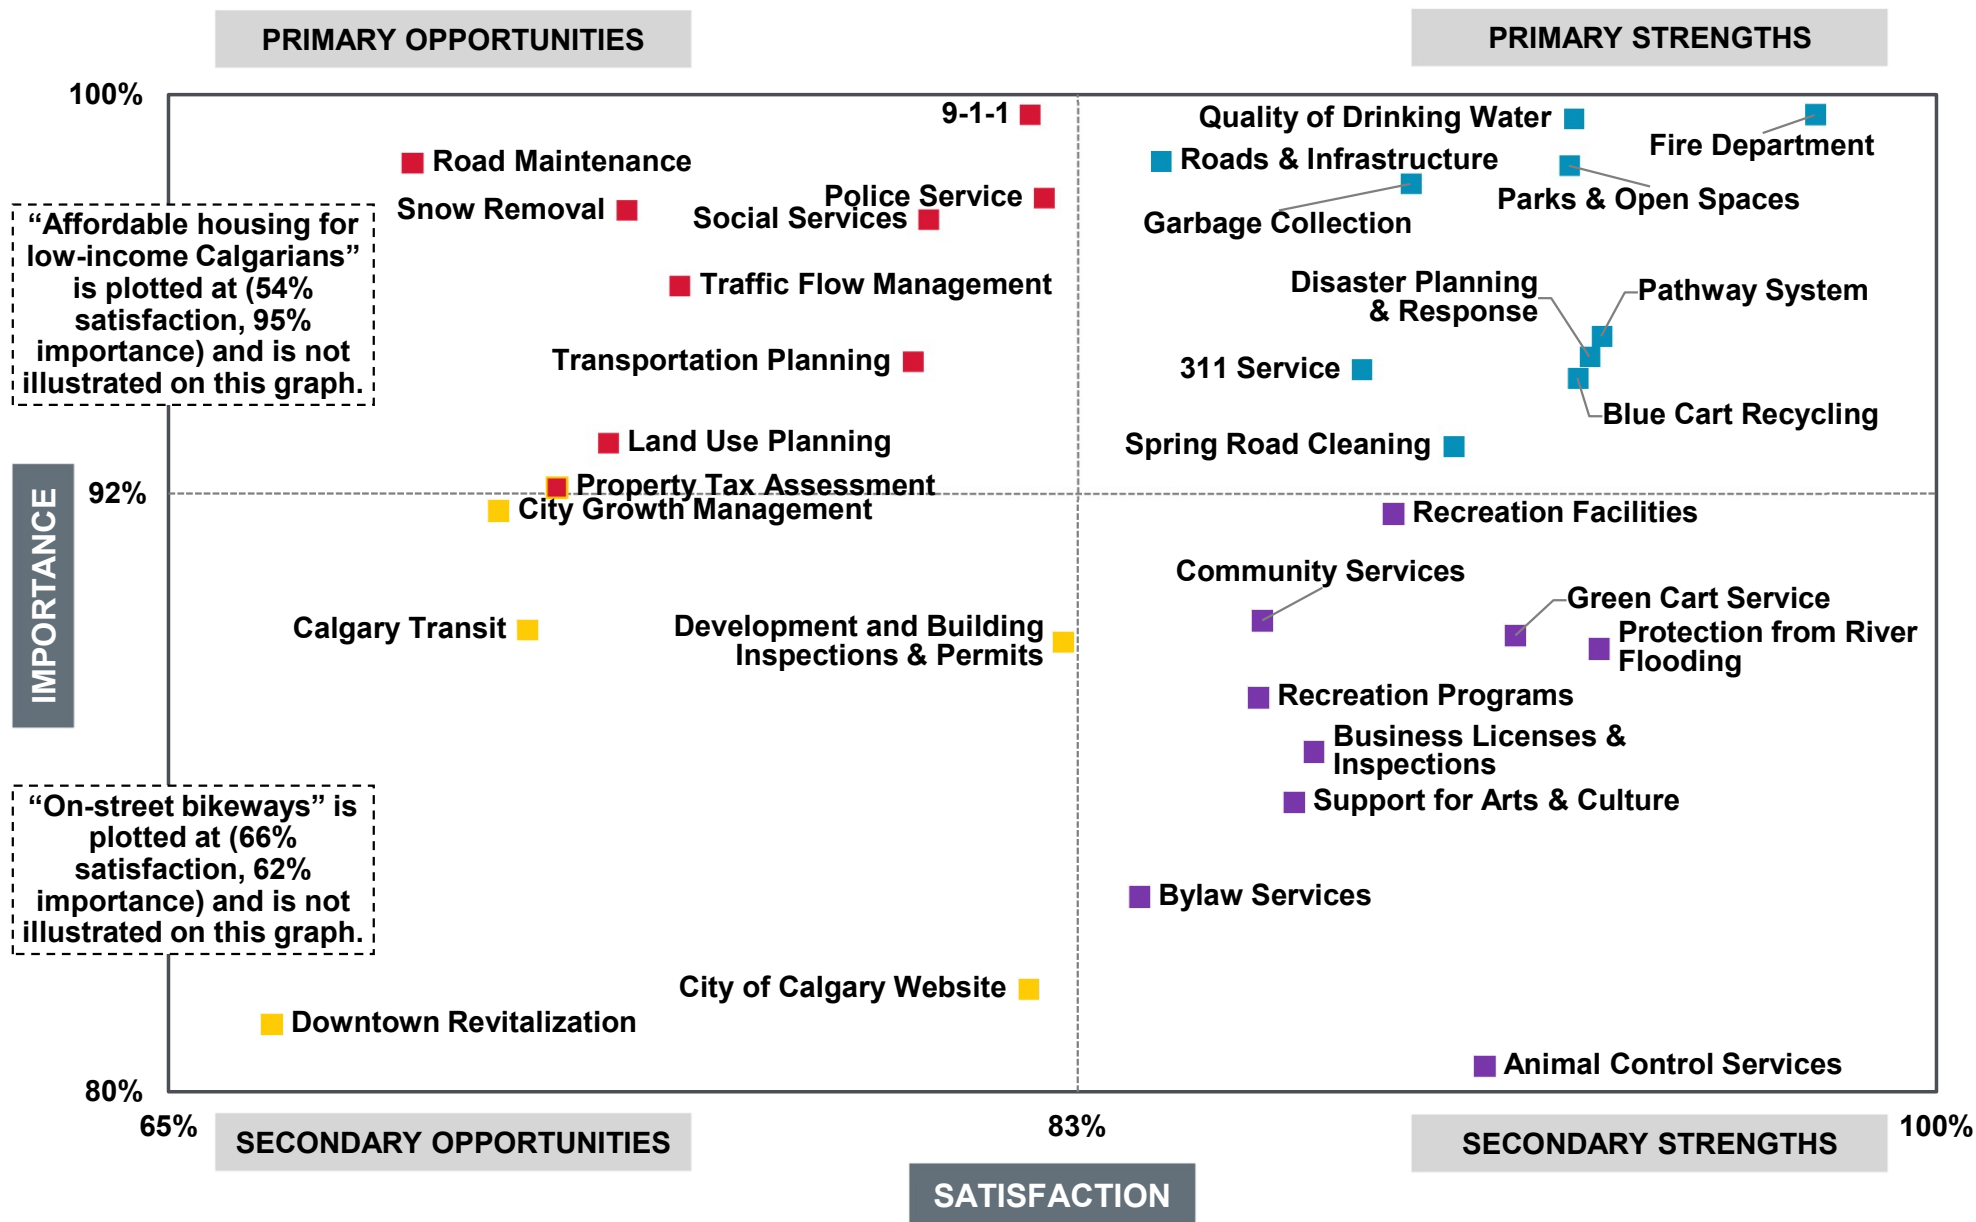 PRIMARY OPPORTUNITIES
PRIMARY STRENGTHS
100%
9-1-1
Quality of Drinking Water
Fire Department
Road Maintenance
Roads & Infrastructure
Snow Removal
Police Service
Social Services
Parks & Open Spaces
Garbage Collection
“Affordable housing for
low-income Calgarians”
is plotted at (54%
satisfaction, 95%
importance) and is not
illustrated on this graph.
Traffic Flow Management
Disaster Planning
& Response
Pathway System
Transportation Planning
311 Service
Blue Cart Recycling
Land Use Planning
Spring Road Cleaning
92%
Property Tax Assessment
City Growth Management
Recreation Facilities
IMPORTANCE
Community Services
Green Cart Service
Calgary Transit
Development and Building
Inspections & Permits
Protection from River
Flooding
Recreation Programs
Business Licenses &
Inspections
Support for Arts & Culture
“On-street bikeways” is
plotted at (66%
satisfaction, 62%
importance) and is not
illustrated on this graph.
Bylaw Services
City of Calgary Website
Downtown Revitalization
Animal Control Services
80%
65%
83%
100%
SECONDARY OPPORTUNITIES
SECONDARY STRENGTHS
SATISFACTION